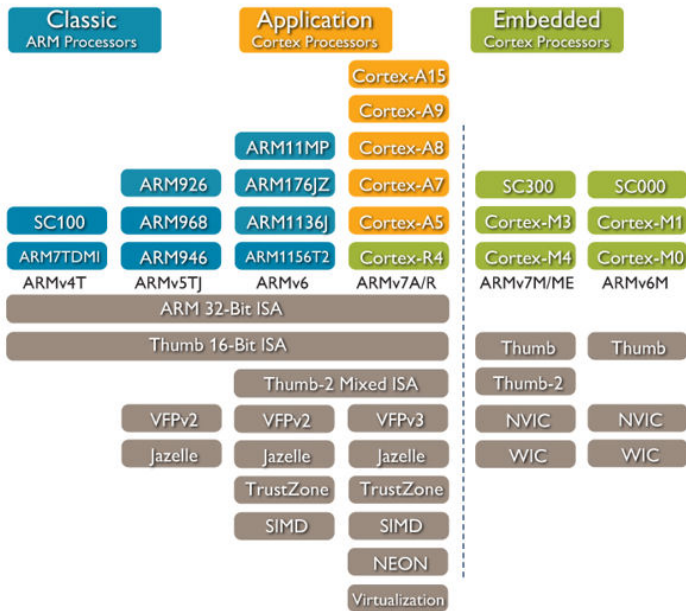 Classic
ARM Processors
Application
Cortex Processors
Embedded
Cortex Processors
Cortex-A15
Cortex-A9
ARM11MP
Cortex-A8
ARM926
ARM176JZ
Cortex-A7
SC300
SC000
SC100
ARM968
ARM1136J
Cortex-A5
Cortex-M3
Cortex-M1
ARM7TDMI
ARM946
ARM1156T2
Cortex-R4
Cortex-M4
Cortex-M0
ARMv4T
ARMv5TJ
ARMv6
ARMv7A/R
ARMv7M/ME
ARMv6M
ARM 32-Bit ISA
Thumb 16-Bit ISA
Thumb
Thumb
Thumb-2 Mixed ISA
Thumb-2
VFPv2
VFPv2
VFPv3
NVIC
NVIC
Jazelle
Jazelle
Jazelle
WIC
WIC
TrustZone
TrustZone
SIMD
SIMD
NEON
Virtualization